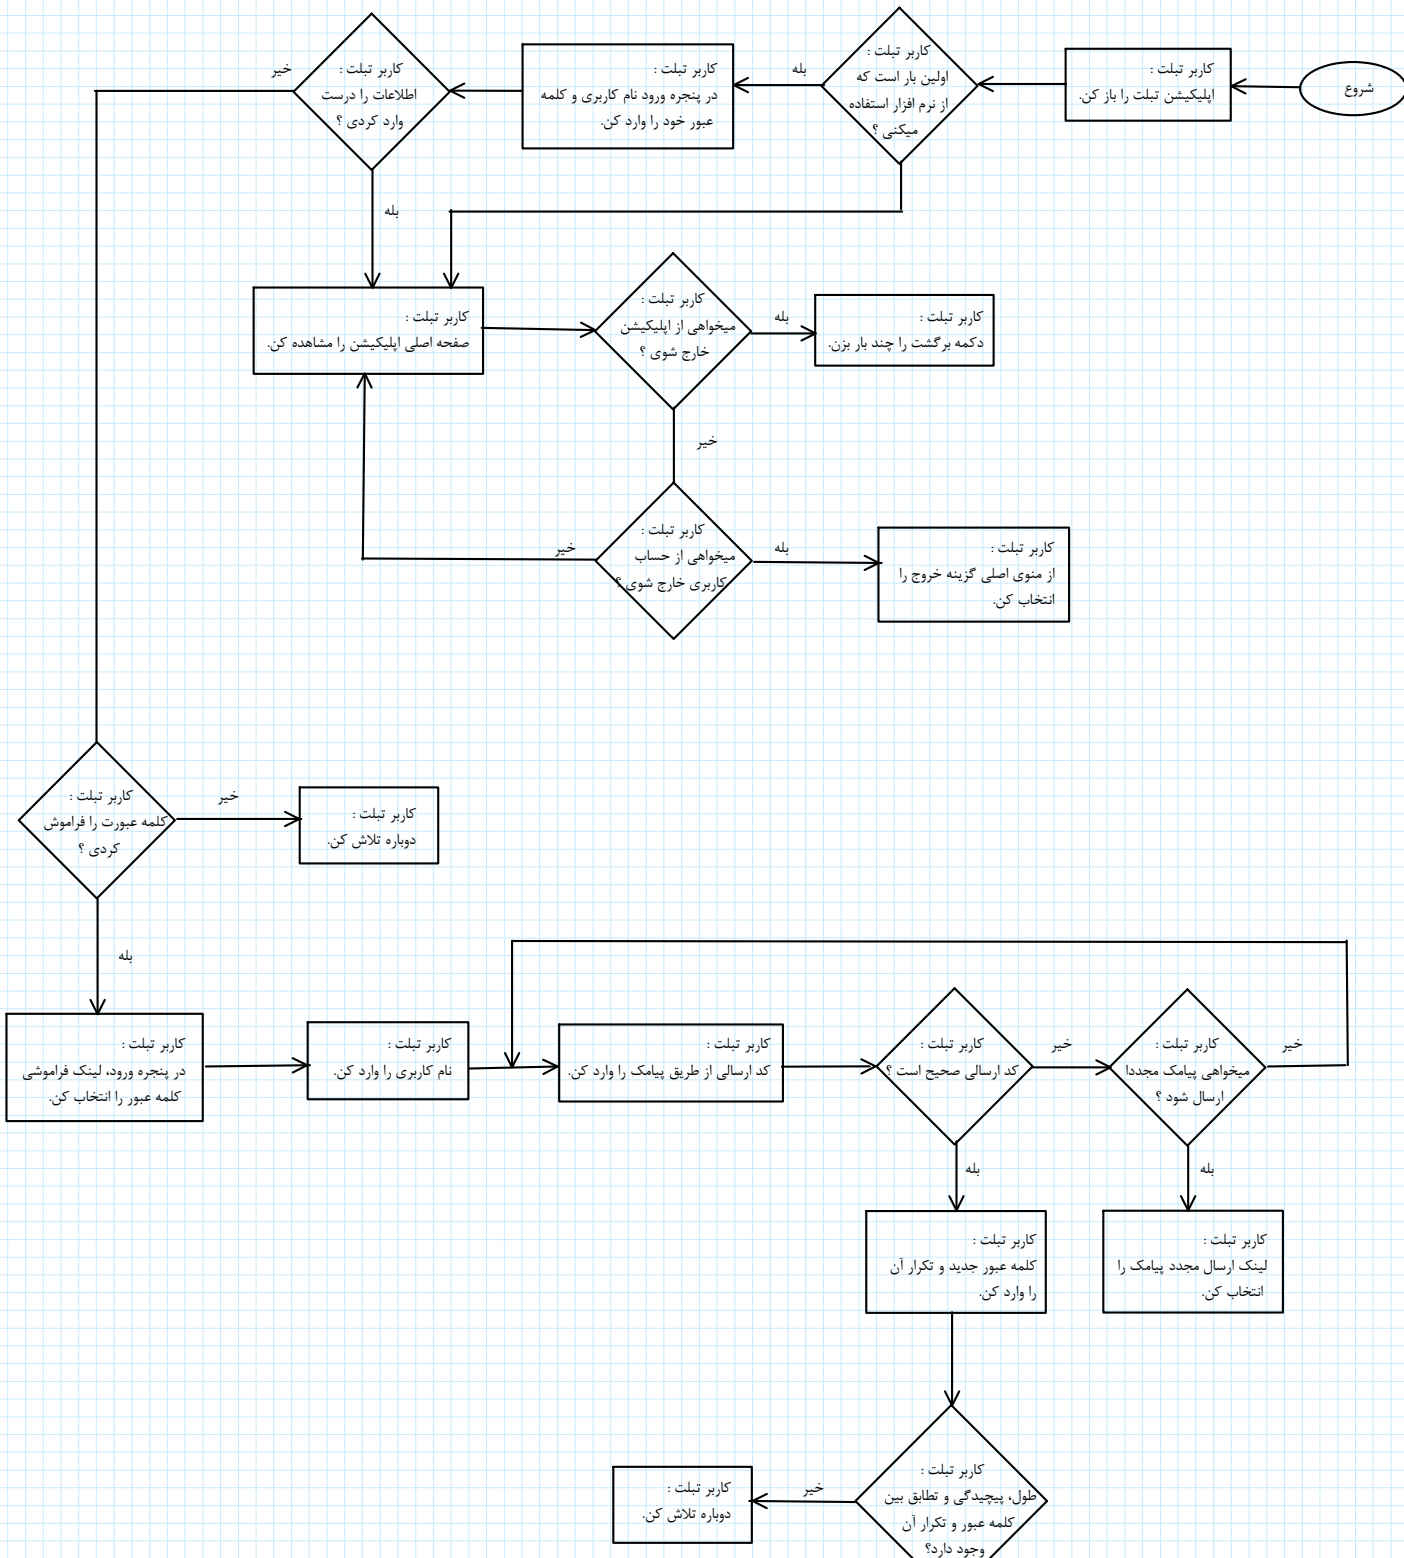 شروع
کاربر تبلت :
اپلیکیشن تبلت را باز کن.
کاربر تبلت :
اولین بار است که
از نرم افزار استفاده
میکنی ؟
بله
کاربر تبلت :
در پنجره ورود نام کاربری و کلمه
عبور خود را وارد کن.
کاربر تبلت :
اطلاعات را درست
وارد کردی ؟
خیر
بله
کاربر تبلت :
صفحه اصلی اپلیکیشن را مشاهده کن.
کاربر تبلت :
میخواهی از اپلیکیشن
خارج شوی ؟
بله
کاربر تبلت :
دکمه برگشت را چند بار بزن.
خیر
کاربر تبلت :
میخواهی از حساب
کاربری خارج شوی ؟
خیر
بله
کاربر تبلت :
از منوی اصلی گزینه خروج را
انتخاب کن.
کاربر تبلت :
کلمه عبورت را فراموش
کردی ؟
خیر
کاربر تبلت :
دوباره تلاش کن.
بله
کاربر تبلت :
در پنجره ورود، لینک فراموشی
کلمه عبور را انتخاب کن.
کاربر تبلت :
نام کاربری را وارد کن.
کاربر تبلت :
کد ارسالی از طریق پیامک را وارد کن.
کاربر تبلت :
کد ارسالی صحیح است ؟
خیر
کاربر تبلت :
میخواهی پیامک مجددا
ارسال شود ؟
خیر
بله
بله
کاربر تبلت :
کلمه عبور جدید و تکرار آن
را وارد کن.
کاربر تبلت :
لینک ارسال مجدد پیامک را
انتخاب کن.
کاربر تبلت :
طول، پیچیدگی و تطابق بین
کلمه عبور و تکرار آن
وجود دارد؟
خیر
کاربر تبلت :
دوباره تلاش کن.